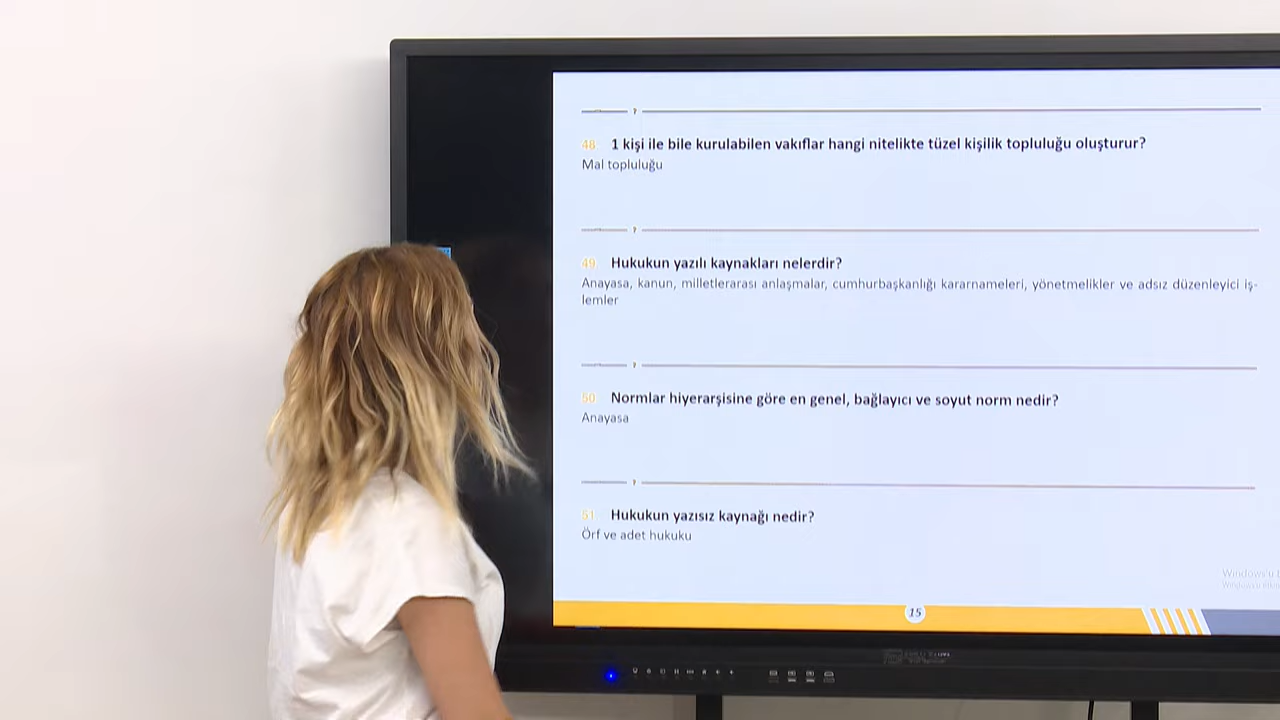 48. 1 kişi ile bile kurulabilen vakıflar hangi nitelikte tüzel kişilik topluluğu oluşturur?
Mal topluluğu
?
49. Hukukun yazılı kaynakları nelerdir?
Anayasa, kanun, milletlerarası anlaşmalar, cumhurbaşkanlığı kararnameleri, yönetmelikler ve adsız düzenleyici iş-
lemler
?
50. Normlar hiyerarşisine göre en genel, bağlayıcı ve soyut norm nedir?
Anayasa
?
51. Hukukun yazısız kaynağı nedir?
Örf ve adet hukuku
Windows'u
15